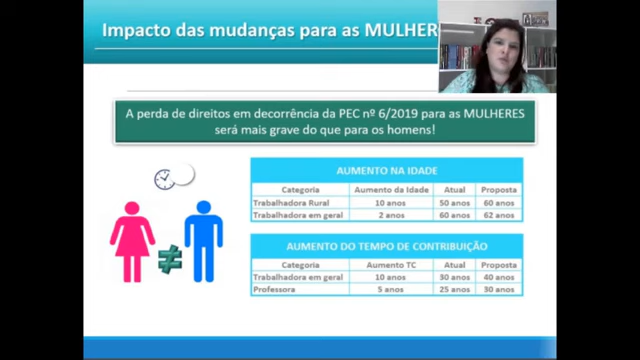 Impacto das mudanças para as MULHER
A perda de direitos em decorrência da PEC nº 6/2019 para as MULHERES
será mais grave do que para os homens!
AUMENTO NA IDADE
Categoria Aumento da Idade Atual Proposta
Trabalhadora Rural 10 anos 50 anos 60 anos
Trabalhadora em geral 2 anos 60 anos 62 anos
AUMENTO DO TEMPO DE CONTRIBUIÇÃO
Categoria Aumento TC Atual Proposta
Trabalhadora em geral 10 anos 30 anos 40 anos
Professora 5 anos 25 anos 30 anos